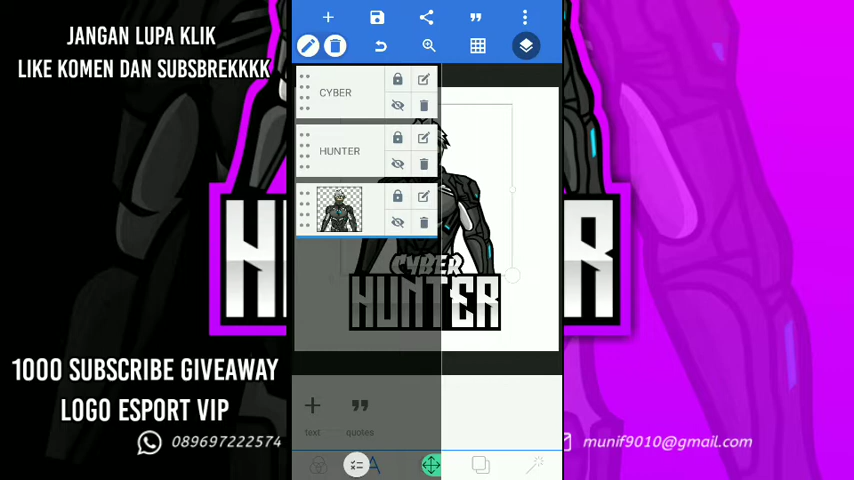 JANGAN LUPA KLIK
LIKE KOMEN DAN SUBSBREKKKK
CYBER
HUNTER
CYBER
HUNTER
H
R
1000 SUBSCRIBE GIVEAWAY
LOGO ESPORT VIP
089697222574
munif9010@gmail.com
text
quotes